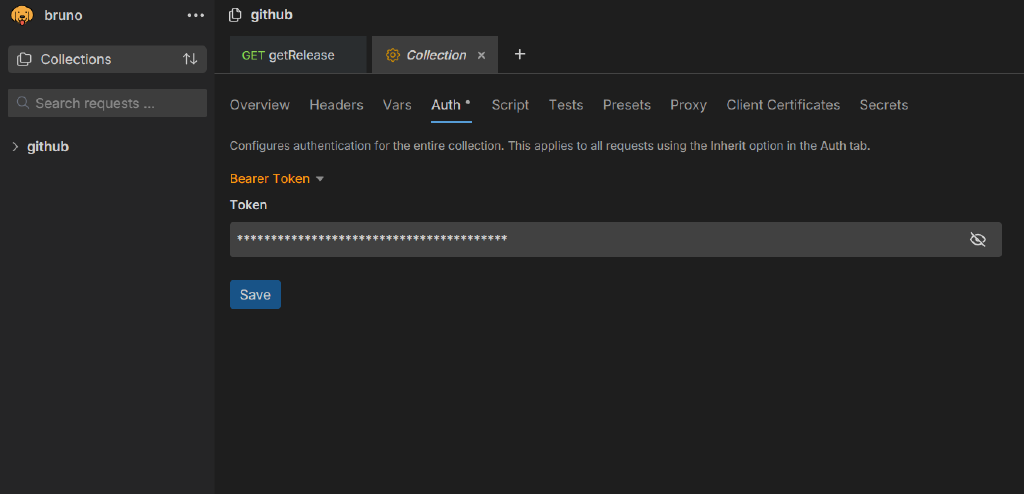 bruno
Collections
Search requests ...
github
github
GET getRelease
Collection
Overview Headers Vars Auth Script Tests Presets Proxy Client Certificates Secrets
Configures authentication for the entire collection. This applies to all requests using the Inherit option in the Auth tab.
Bearer Token
Token
****************************************
Save